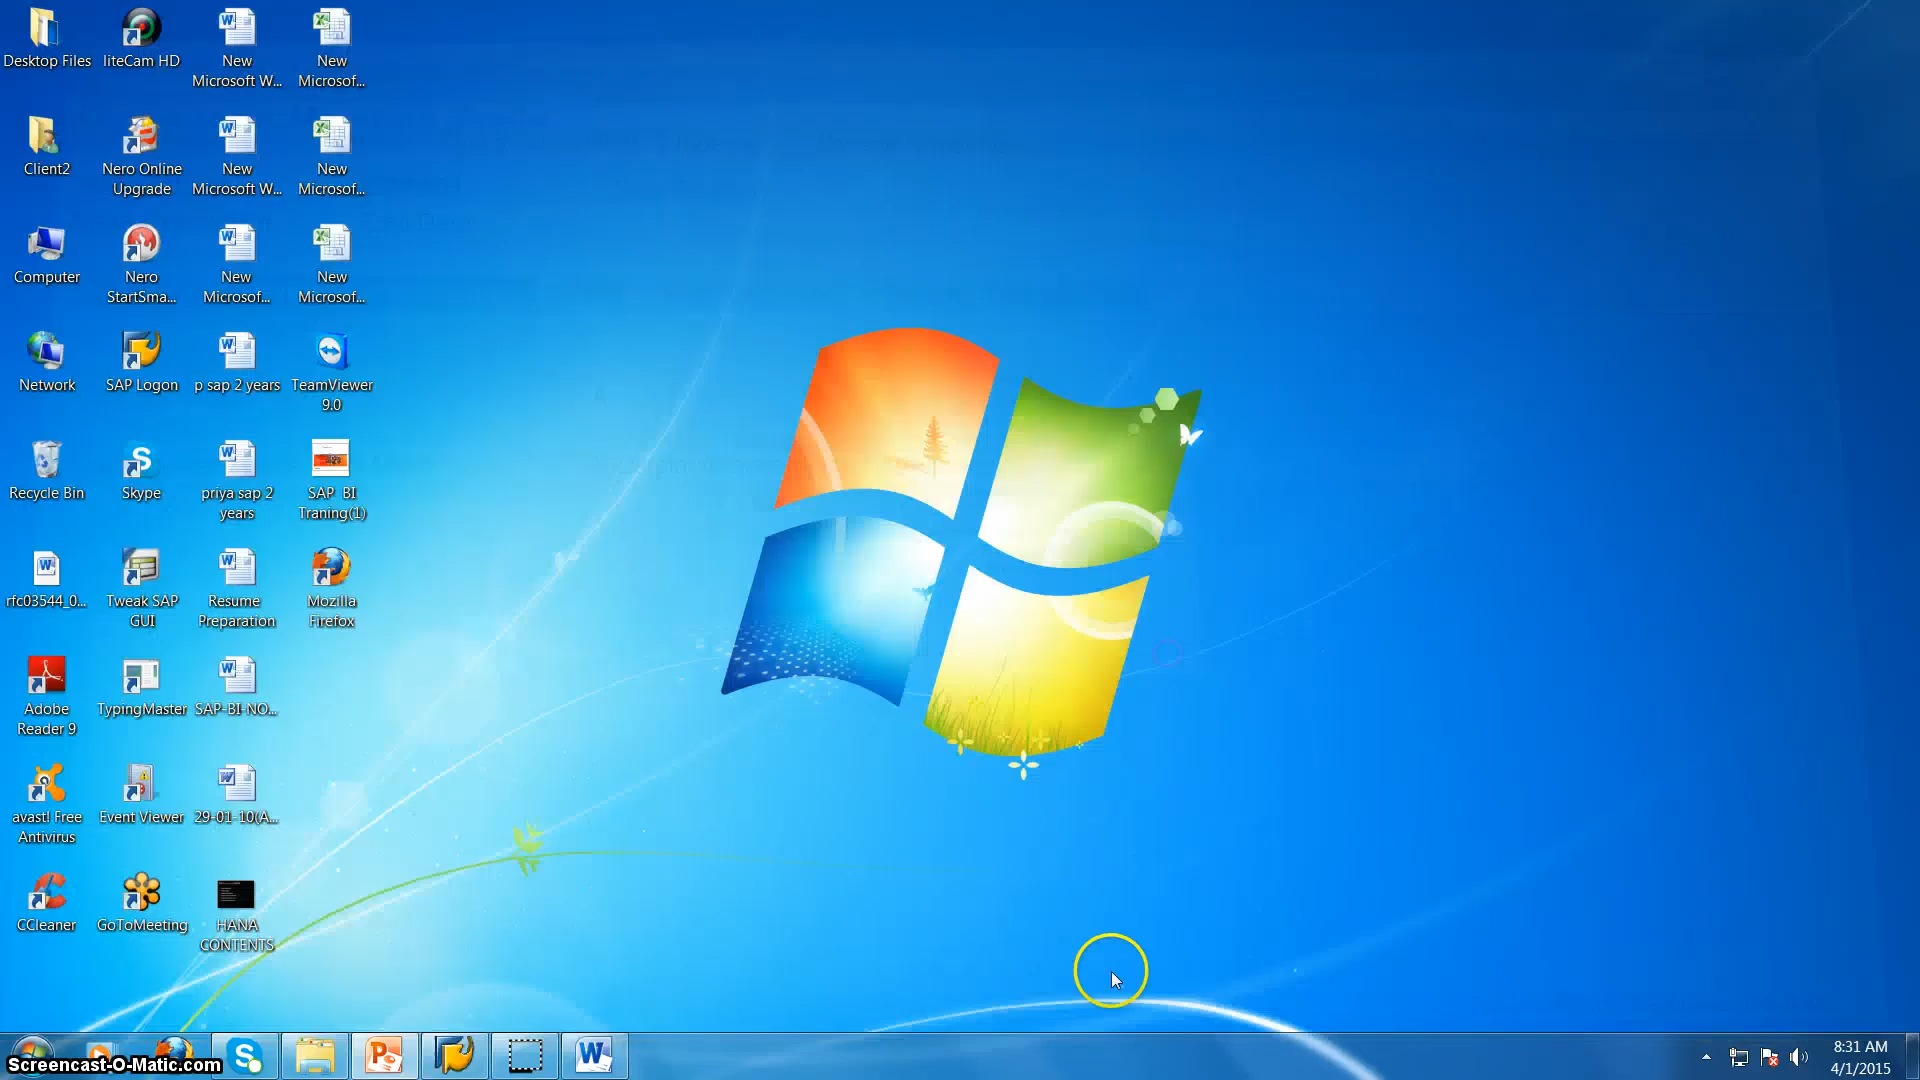 Desktop Files
liteCam HD
New
Microsoft W...
New
Microsof...
Client2
Nero Online
Upgrade
New
Microsoft W...
New
Microsof...
Computer
Nero
StartSma...
New
Microsof...
New
Microsof...
Network
SAP Logon
p sap 2 years
TeamViewer
9.0
Recycle Bin
Skype
priya sap 2
years
SAP_BI
Traning(1)
rfc03544_0...
Tweak SAP
GUI
Resume
Preparation
Mozilla
Firefox
Adobe
Reader 9
TypingMaster
SAP-BI-NO...
avast! Free
Antivirus
Event Viewer
29-01-10(A...
CCleaner
GoToMeeting
HANA
CONTENTS
Screencast-O-Matic.com
8:31 AM
4/1/2015